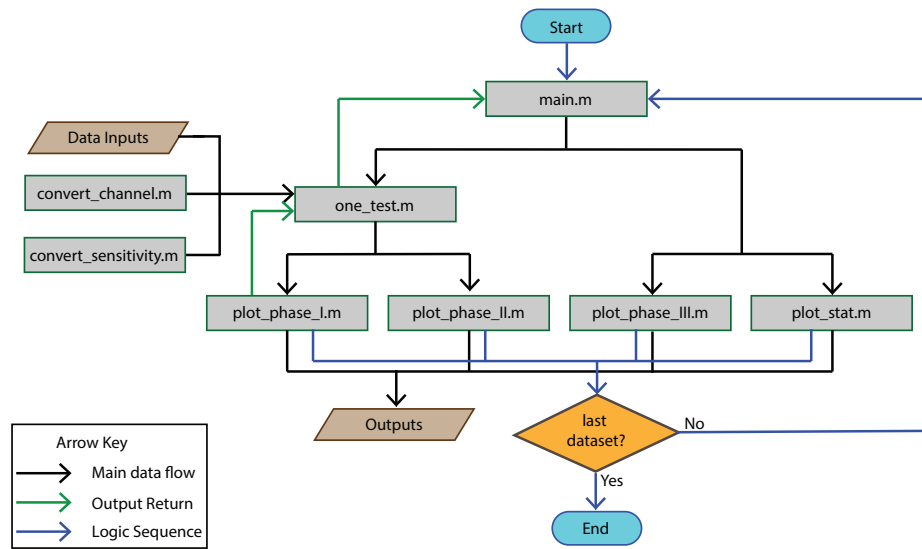 Start
main.m
Data Inputs
convert_channel.m
one_test.m
convert_sensitivity.m
plot_phase_I.m
plot_phase_II.m
plot_phase_III.m
plot_stat.m
Outputs
last
dataset?
No
Yes
End
Arrow Key
Main data flow
Output Return
Logic Sequence